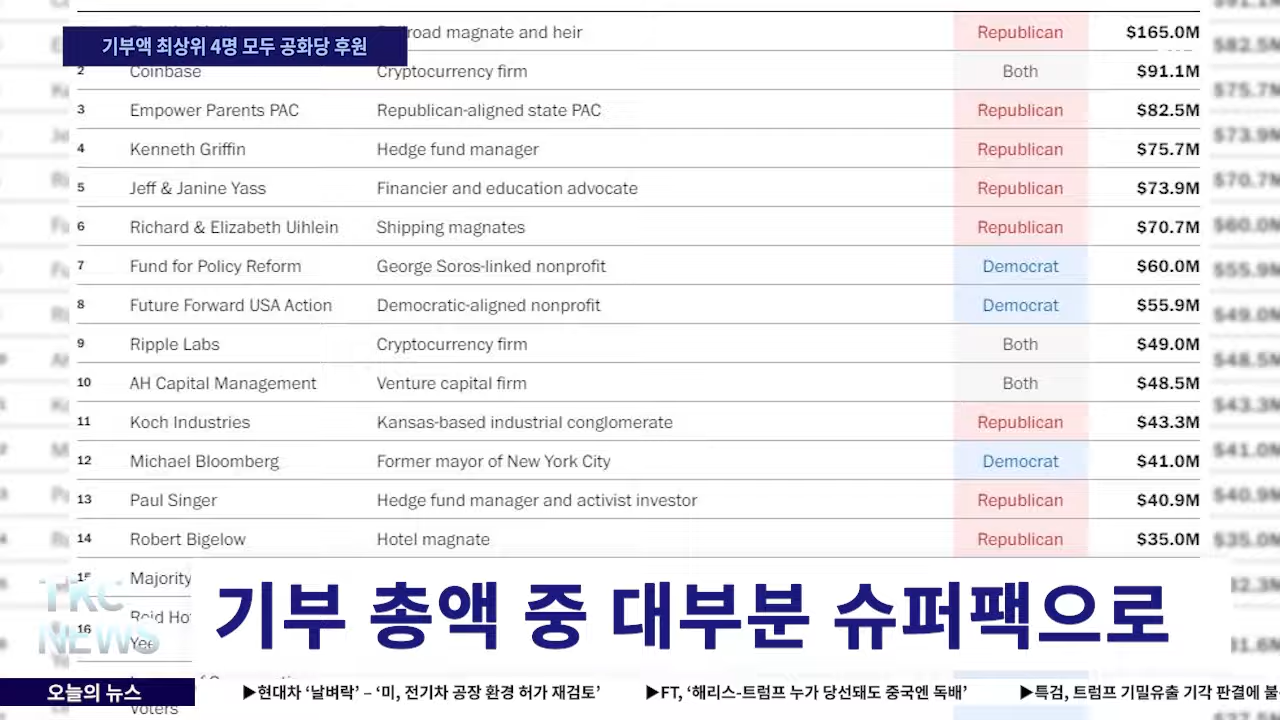 기부액 최상위 4명 모두 공화당 후원
road magnate and heir Republican $165.0M
2 Coinbase Cryptocurrency firm Both $91.1M
3 Empower Parents PAC Republican-aligned state PAC Republican $82.5M
4 Kenneth Griffin Hedge fund manager Republican $75.7M
5 Jeff & Janine Yass Financier and education advocate Republican $73.9M
6 Richard & Elizabeth Uihlein Shipping magnates Republican $70.7M
7 Fund for Policy Reform George Soros-linked nonprofit Democrat $60.0M
8 Future Forward USA Action Democratic-aligned nonprofit Democrat $55.9M
9 Ripple Labs Cryptocurrency firm Both $49.0M
10 AH Capital Management Venture capital firm Both $48.5M
11 Koch Industries Kansas-based industrial conglomerate Republican $43.3M
12 Michael Bloomberg Former mayor of New York City Democrat $41.0M
13 Paul Singer Hedge fund manager and activist investor Republican $40.9M
14 Robert Bigelow Hotel magnate Republican $35.0M
15 Majority
16 Reid Ho
Yee
Voters
기부 총액 중 대부분 슈퍼팩으로
TKC
NEWS
오늘의 뉴스 ▶현대차 ‘날벼락’ – ‘미, 전기차 공장 환경 허가 재검토’ ▶FT, ‘해리스-트럼프 누가 당선돼도 중국엔 독배’ ▶특검, 트럼프 기밀유출 기각 판결에 불